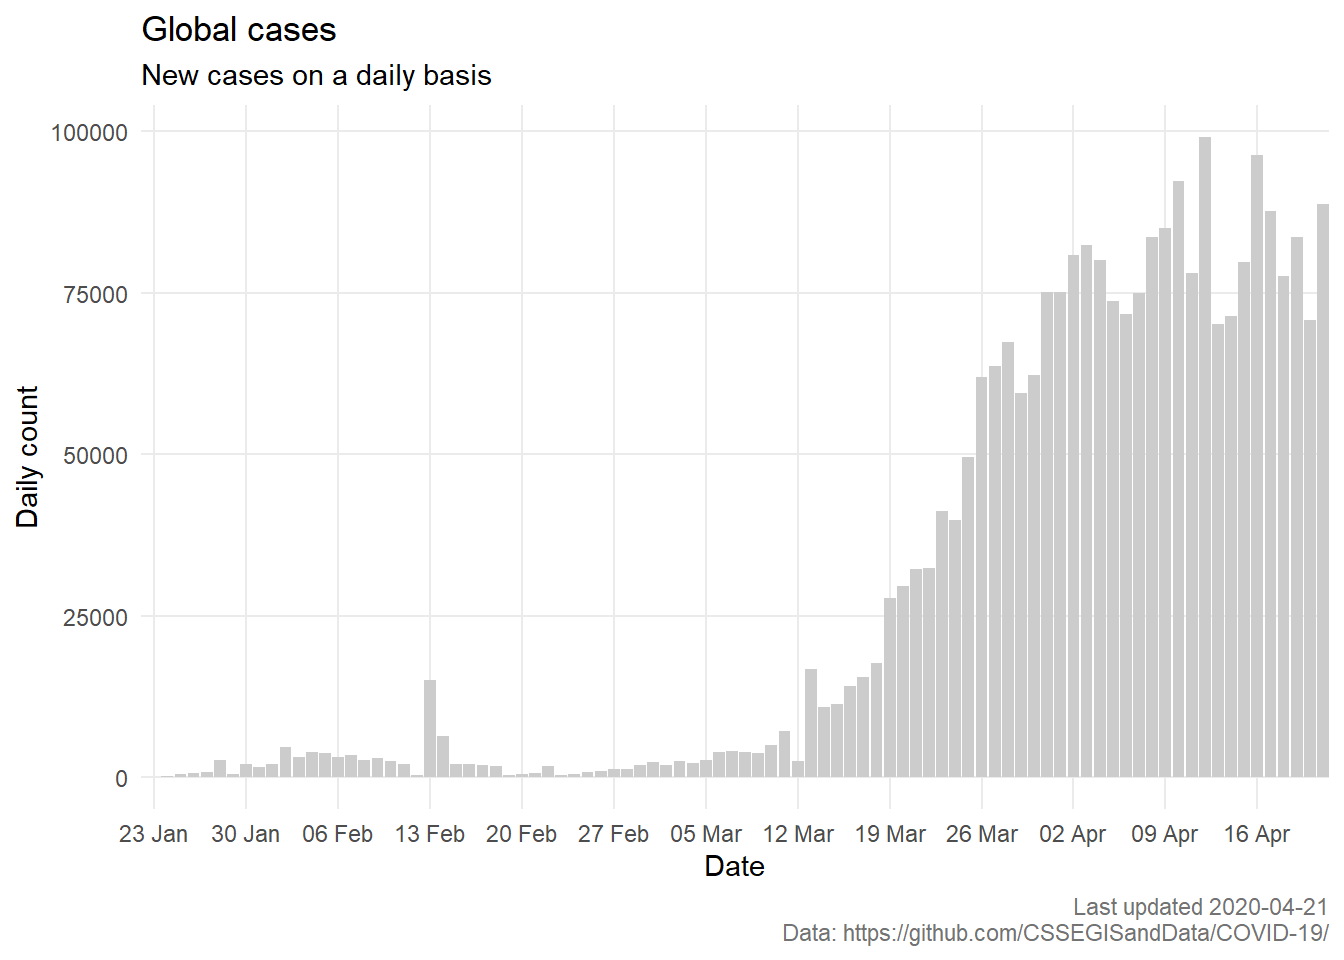 Global cases
New cases on a daily basis
100000
75000
50000
25000
0
Daily count
23 Jan 30 Jan 06 Feb 13 Feb 20 Feb 27 Feb 05 Mar 12 Mar 19 Mar 26 Mar 02 Apr 09 Apr 16 Apr
Date
Last updated 2020-04-21
Data: https://github.com/CSSEGISandData/COVID-19/